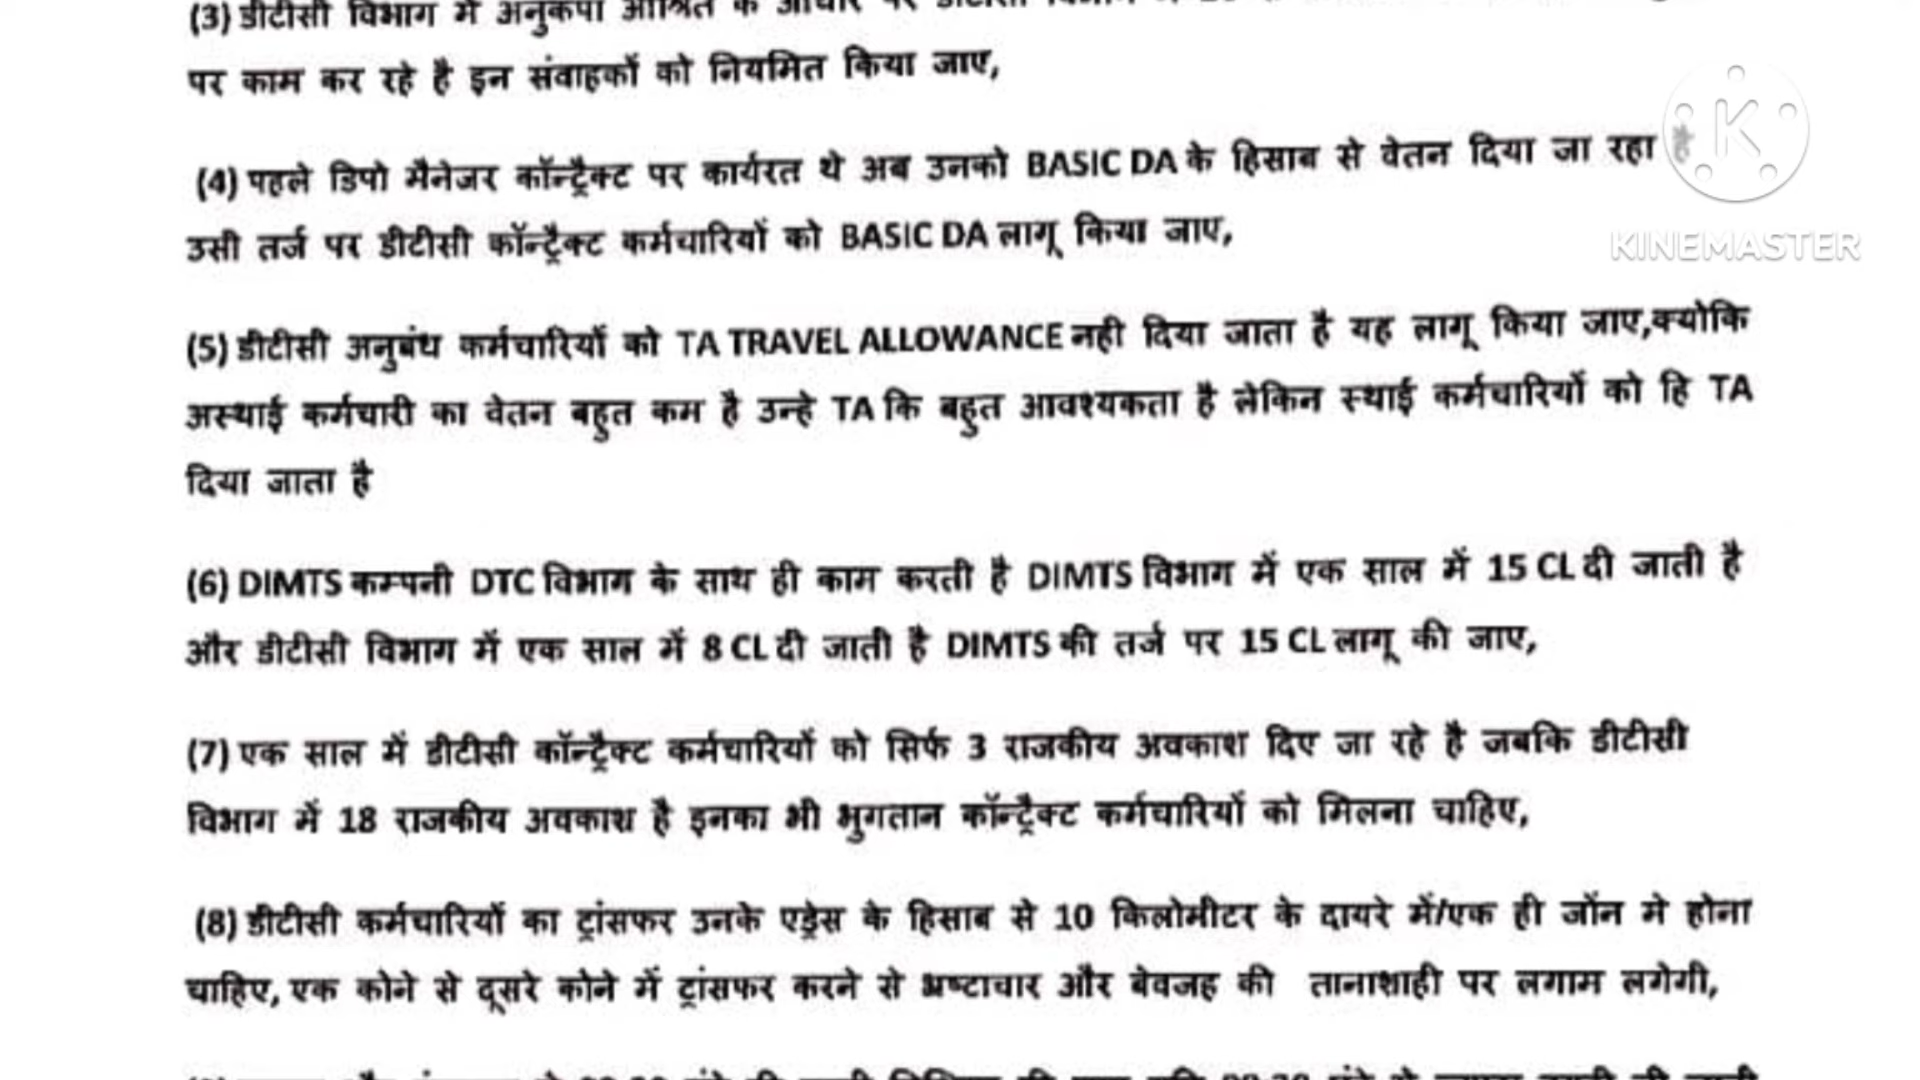 (3) डीटीसी विभाग में अनुकंपा आश्रित के आधार पर डीटीसी विभाग
पर काम कर रहे है इन संवाहकों को नियमित किया जाए,
(4) पहले डिपो मैनेजर कॉन्ट्रैक्ट पर कार्यरत थे अब उनको BASIC DA के हिसाब से वेतन दिया जा रहा है
उसी तर्ज पर डीटीसी कॉन्ट्रैक्ट कर्मचारियों को BASIC DA लागू किया जाए,
(5) डीटीसी अनुबंध कर्मचारियों को TA TRAVEL ALLOWANCE नही दिया जाता है यह लागू किया जाए,क्योकि
अस्थाई कर्मचारी का वेतन बहुत कम है उन्हे TA कि बहुत आवश्यकता है लेकिन स्थाई कर्मचारियों को हि TA
दिया जाता है
(6) DIMTS कम्पनी DTC विभाग के साथ ही काम करती है DIMTS विभाग में एक साल में 15 CL दी जाती है
और डीटीसी विभाग में एक साल में 8 CL दी जाती है DIMTS की तर्ज पर 15 CL लागू की जाए,
(7) एक साल में डीटीसी कॉन्ट्रैक्ट कर्मचारियों को सिर्फ 3 राजकीय अवकाश दिए जा रहे है जबकि डीटीसी
विभाग में 18 राजकीय अवकाश है इनका भी भुगतान कॉन्ट्रैक्ट कर्मचारियों को मिलना चाहिए,
(8) डीटीसी कर्मचारियों का ट्रांसफर उनके एड्रेस के हिसाब से 10 किलोमीटर के दायरे में/एक ही जोंन मे होना
चाहिए, एक कोने से दूसरे कोने में ट्रांसफर करने से भ्रष्टाचार और बेवजह की तानाशाही पर लगाम लगेगी,
K
KINEMASTER